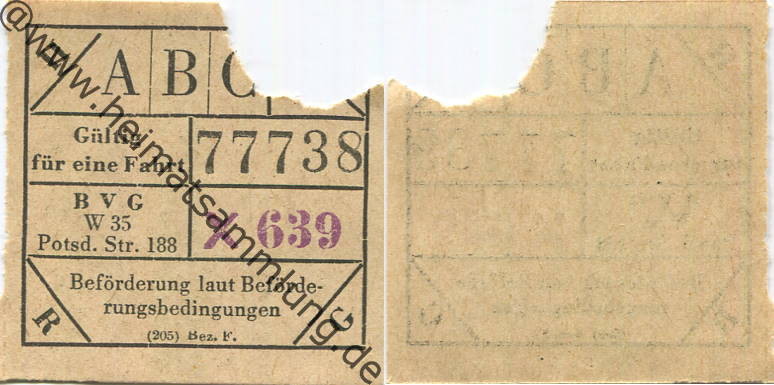 A B C
Gültig
für eine Fahrt
77738
B V G
W 35
Potsd. Str. 188
639
Beförderung laut Beförde-
rungsbedingungen
R
(205) Bez. F.
@www.heimatsammlung.de